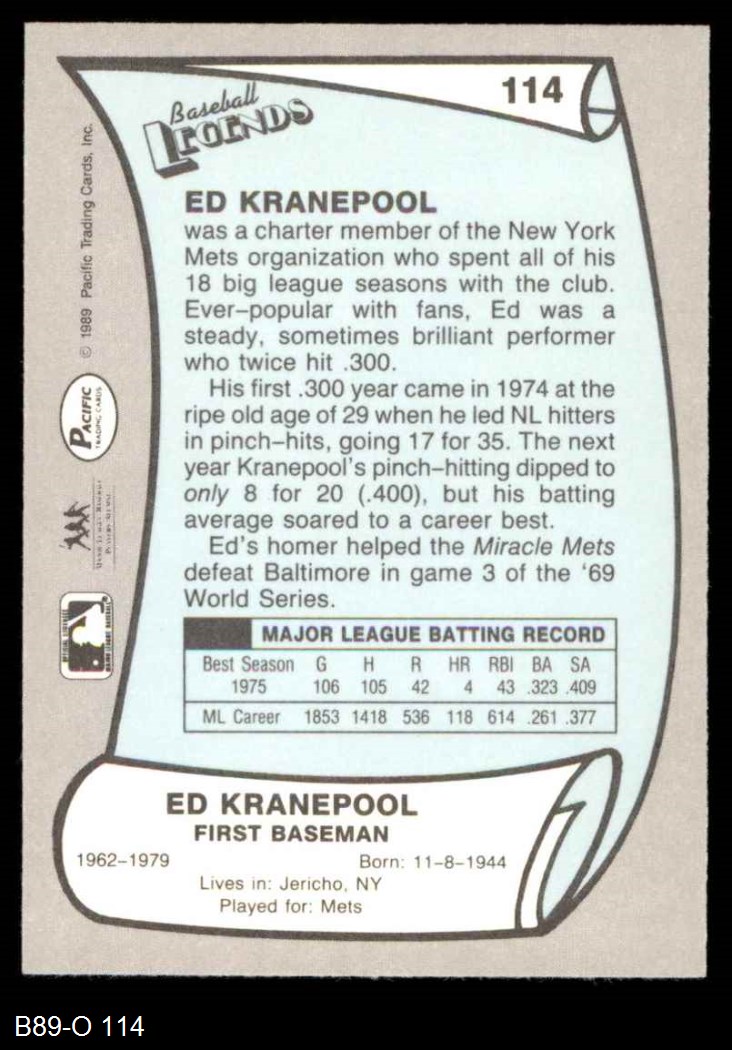 114
Baseball
LEGENDS
ED KRANEPOOL
was a charter member of the New York
Mets organization who spent all of his
18 big league seasons with the club.
Ever–popular with fans, Ed was a
steady, sometimes brilliant performer
who twice hit .300.
His first .300 year came in 1974 at the
ripe old age of 29 when he led NL hitters
in pinch–hits, going 17 for 35. The next
year Kranepool's pinch–hitting dipped to
only 8 for 20 (.400), but his batting
average soared to a career best.
Ed's homer helped the Miracle Mets
defeat Baltimore in game 3 of the ‘69
World Series.
MAJOR LEAGUE BATTING RECORD
Best Season G H R HR RBI BA SA
1975 106 105 42 4 43 .323 .409
ML Career 1853 1418 536 118 614 .261 .377
ED KRANEPOOL
FIRST BASEMAN
1962–1979 Born: 11–8–1944
Lives in: Jericho, NY
Played for: Mets
© 1989 Pacific Trading Cards, Inc.
PACIFIC
TRADING CARDS
B89-O 114